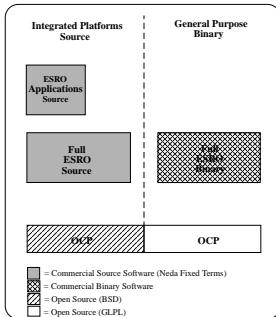 Integrated Platforms
Source
General Purpose
Binary
ESRO
Applications
Source
Full
ESRO
Source
Full
ESRO
Binary
OCP
OCP
= Commercial Source Software (Neda Fixed Terms)
= Commercial Binary Software
= Open Source (BSD)
= Open Source (GLPL)